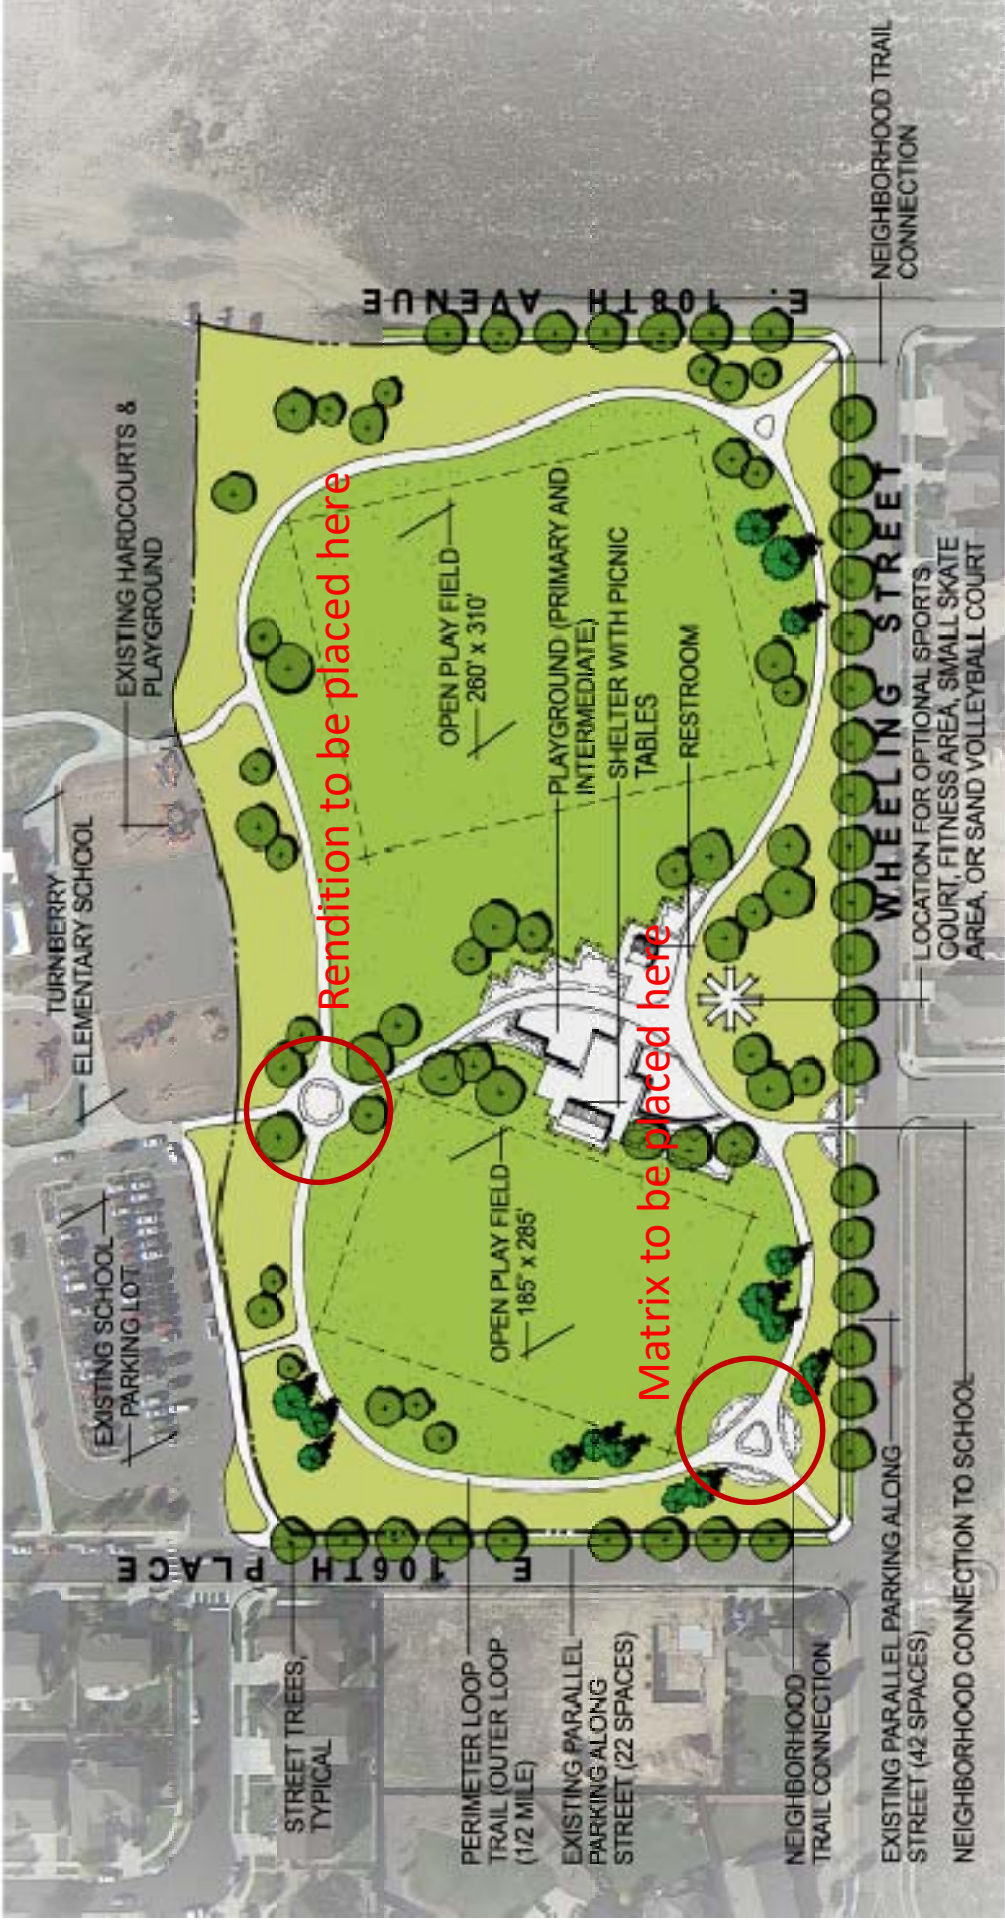 TURNBERRY
ELEMENTARY SCHOOL
EXISTING HARDCOURTS &
PLAYGROUND
EXISTING SCHOOL
PARKING LOT
Rendition to be placed here
E. 106TH PLACE
E. 108TH AVENUE
OPEN PLAY FIELD
185' x 285'
OPEN PLAY FIELD
260' x 310'
PLAYGROUND (PRIMARY AND
INTERMEDIATE)
SHELTER WITH PICNIC
TABLES
RESTROOM
Matrix to be placed here
STREET TREES,
TYPICAL
PERIMETER LOOP
TRAIL (OUTER LOOP
(1/2 MILE)
EXISTING PARALLEL
PARKING ALONG
STREET (22 SPACES)
NEIGHBORHOOD
TRAIL CONNECTION
WHEELING STREET
EXISTING PARALLEL PARKING ALONG
STREET (42 SPACES)
NEIGHBORHOOD CONNECTION TO SCHOOL
LOCATION FOR OPTIONAL SPORTS
COURT, FITNESS AREA, SMALL SKATE
AREA, OR SAND VOLLEYBALL COURT
NEIGHBORHOOD TRAIL
CONNECTION